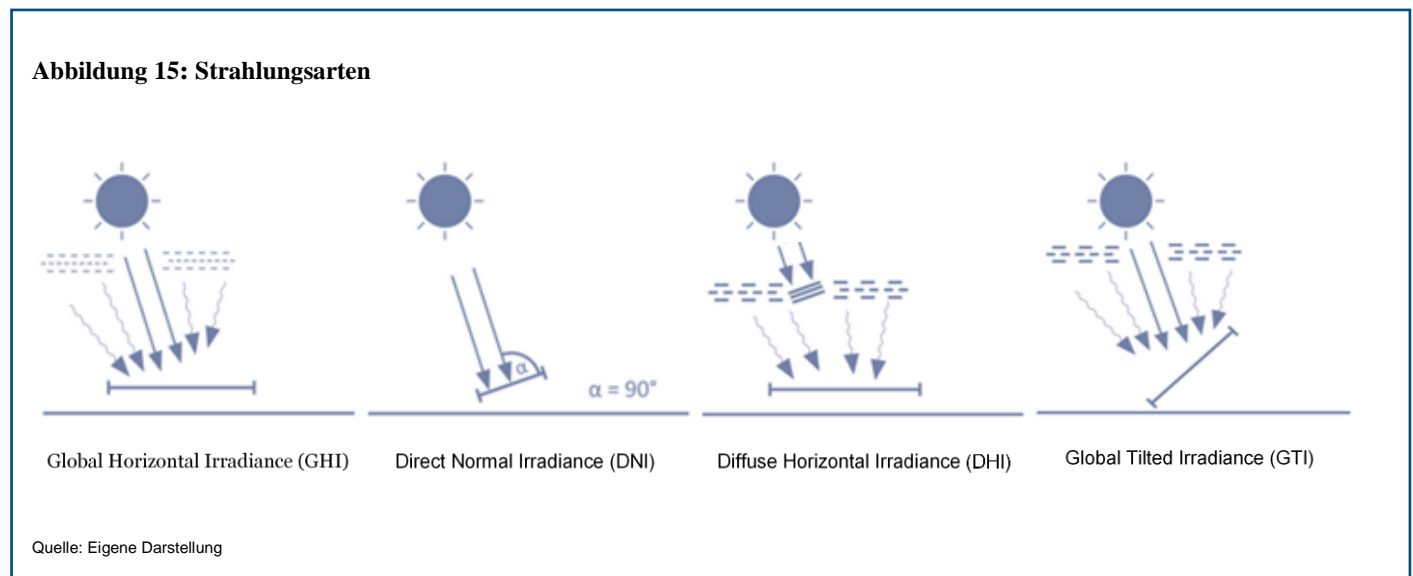 Abbildung 15: Strahlungsarten
α
α = 90°
Global Horizontal Irradiance (GHI)
Direct Normal Irradiance (DNI)
Diffuse Horizontal Irradiance (DHI)
Global Tilted Irradiance (GTI)
Quelle: Eigene Darstellung